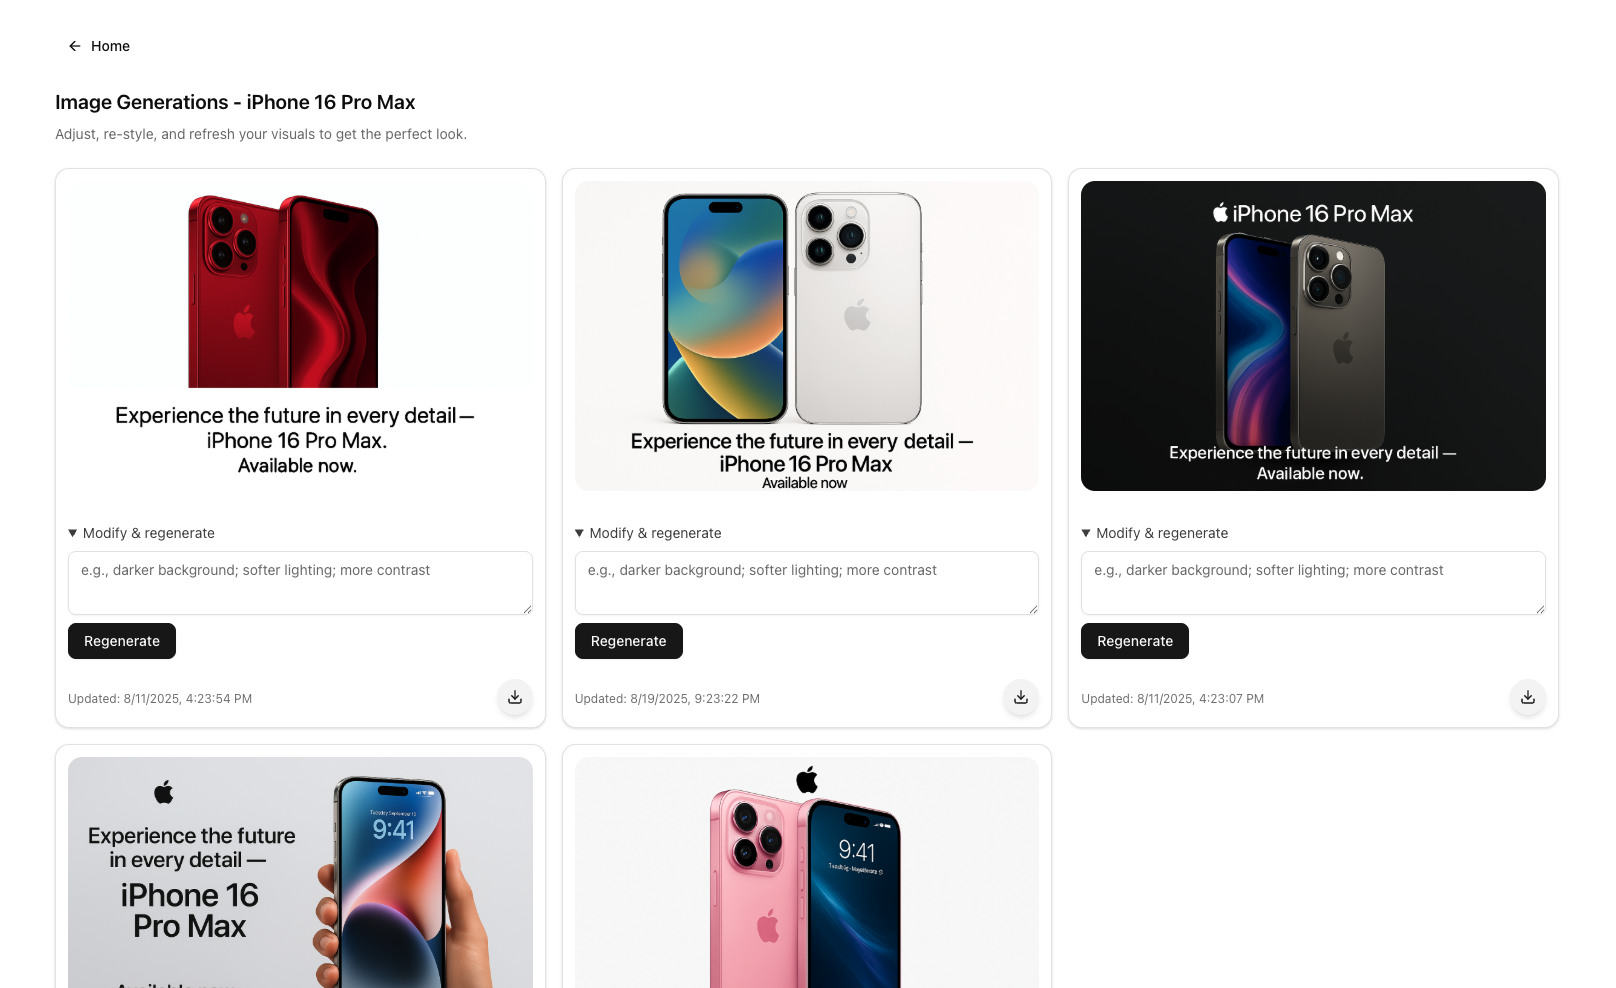 Home
Image Generations - iPhone 16 Pro Max
Adjust, re-style, and refresh your visuals to get the perfect look.
Experience the future in every detail—
iPhone 16 Pro Max.
Available now.
Modify & regenerate
e.g., darker background; softer lighting; more contrast
Regenerate
Updated: 8/11/2025, 4:23:54 PM
Experience the future in every detail —
iPhone 16 Pro Max
Available now
Modify & regenerate
e.g., darker background; softer lighting; more contrast
Regenerate
Updated: 8/19/2025, 9:23:22 PM
iPhone 16 Pro Max
Experience the future in every detail —
Available now.
Modify & regenerate
e.g., darker background; softer lighting; more contrast
Regenerate
Updated: 8/11/2025, 4:23:07 PM
Experience the future
in every detail —
iPhone 16
Pro Max
9:41
9:41